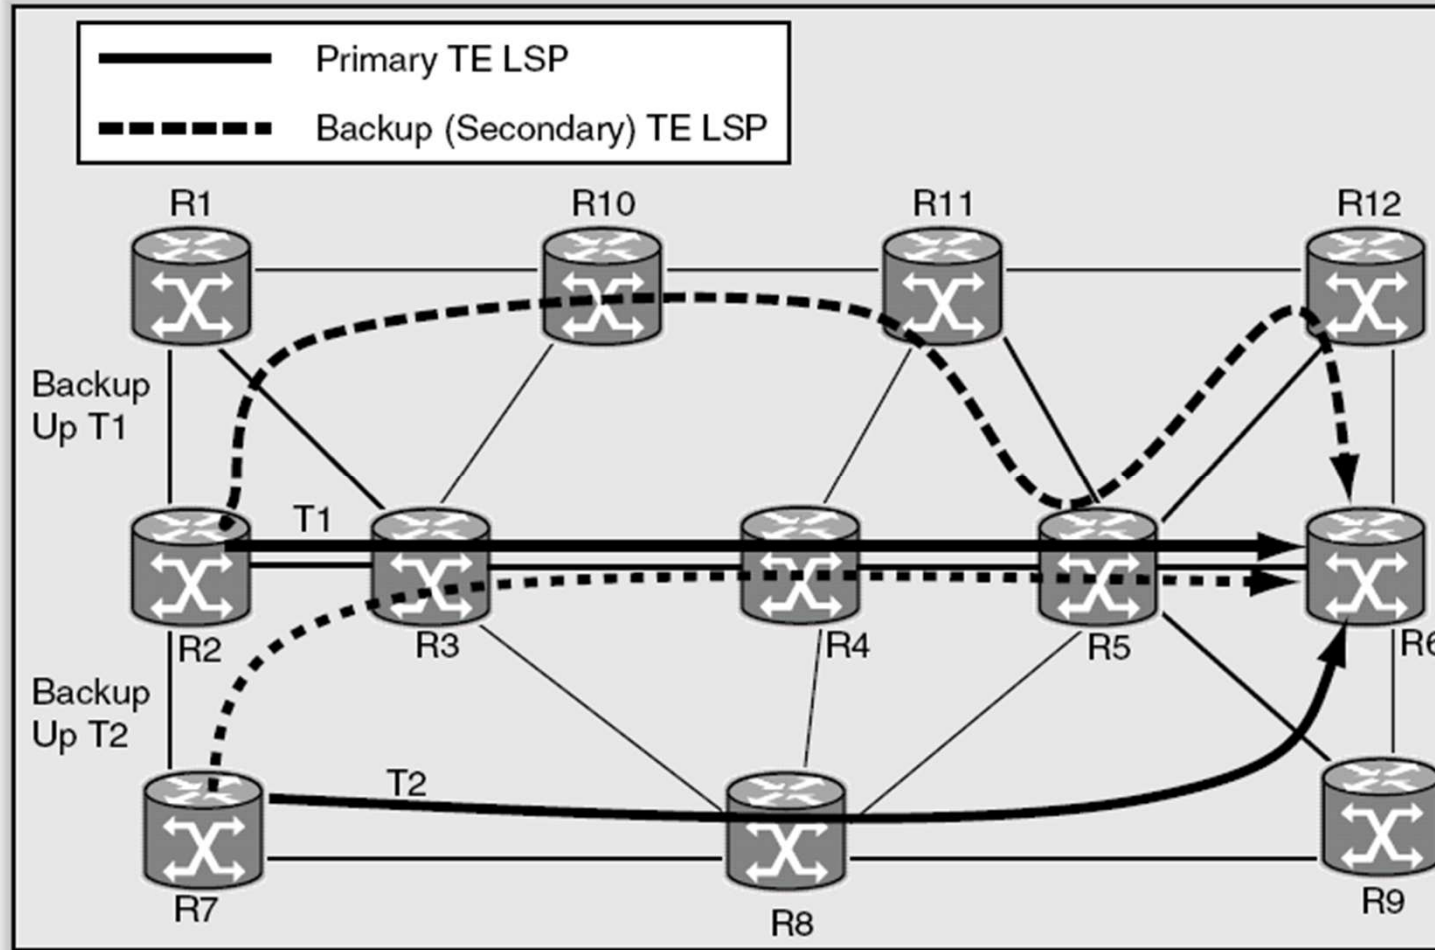 Primary TE LSP
Backup (Secondary) TE LSP
R1
R10
R11
R12
Backup
Up T1
T1
R2
R3
R4
R5
R6
Backup
Up T2
T2
R7
R8
R9